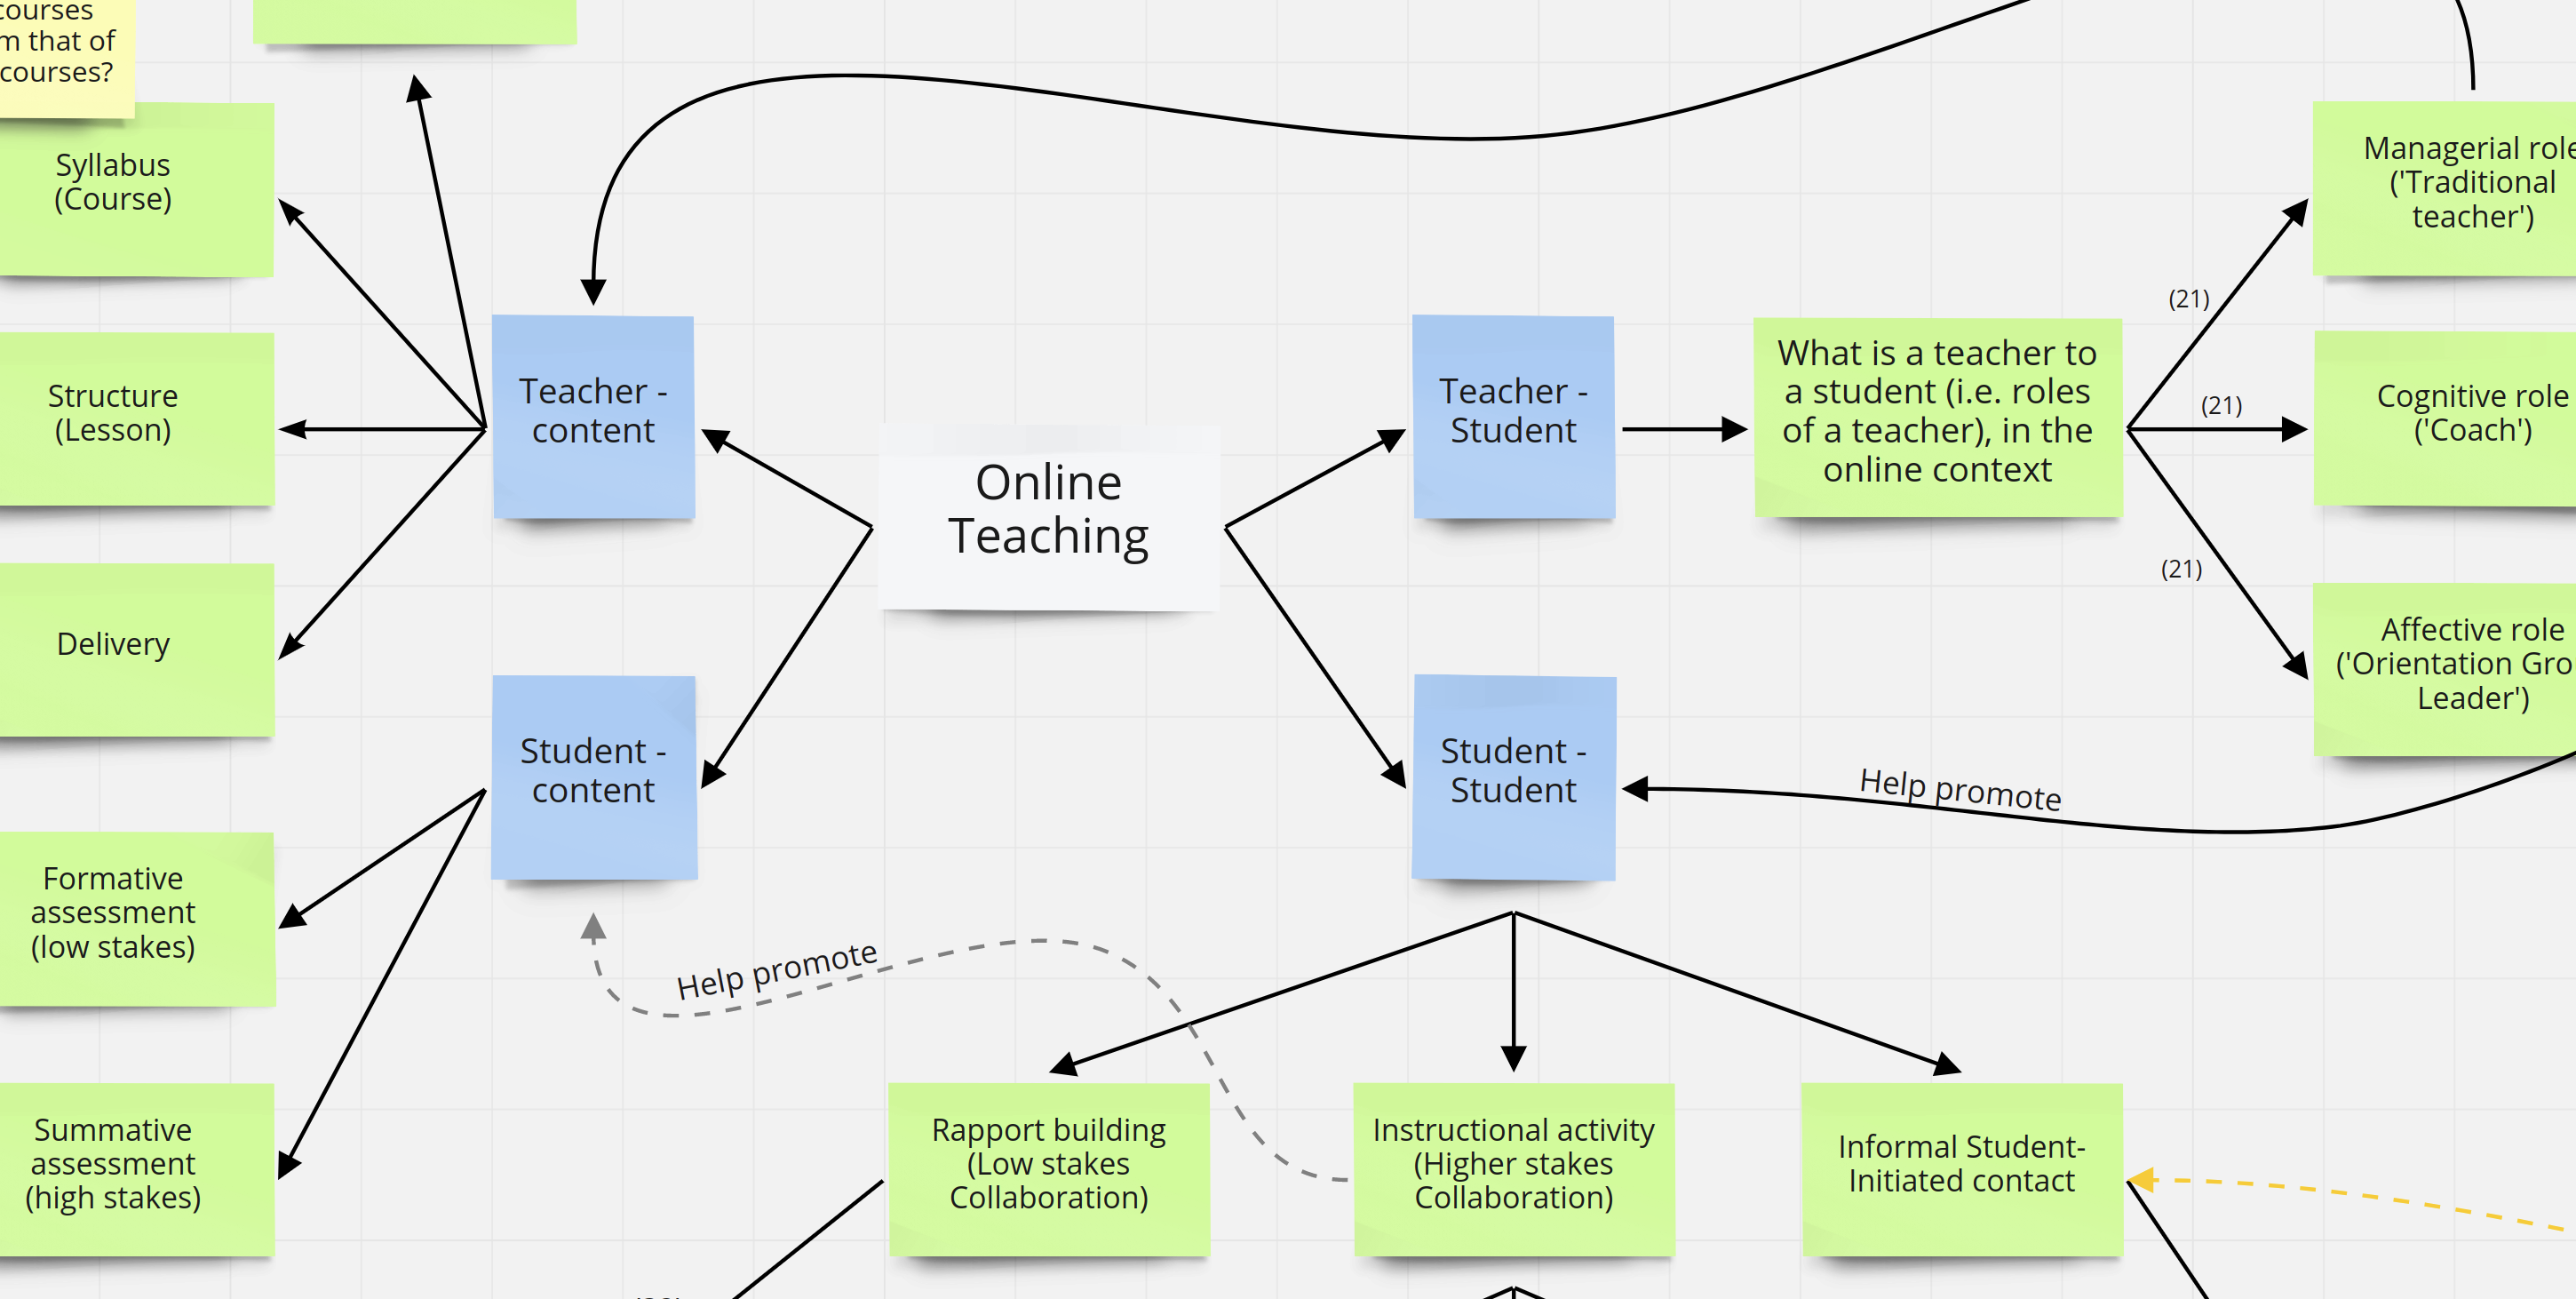 courses
m that of
courses?
Syllabus
(Course)
Structure
(Lesson)
Delivery
Formative
assessment
(low stakes)
Summative
assessment
(high stakes)
Teacher -
content
Student -
content
Online
Teaching
Teacher -
Student
Student -
Student
What is a teacher to
a student (i.e. roles
of a teacher), in the
online context
(21)
(21)
(21)
Managerial role
('Traditional
teacher')
Cognitive role
('Coach')
Affective role
('Orientation Gro
Leader')
Help promote
Help promote
Rapport building
(Low stakes
Collaboration)
Instructional activity
(Higher stakes
Collaboration)
Informal Student-
Initiated contact